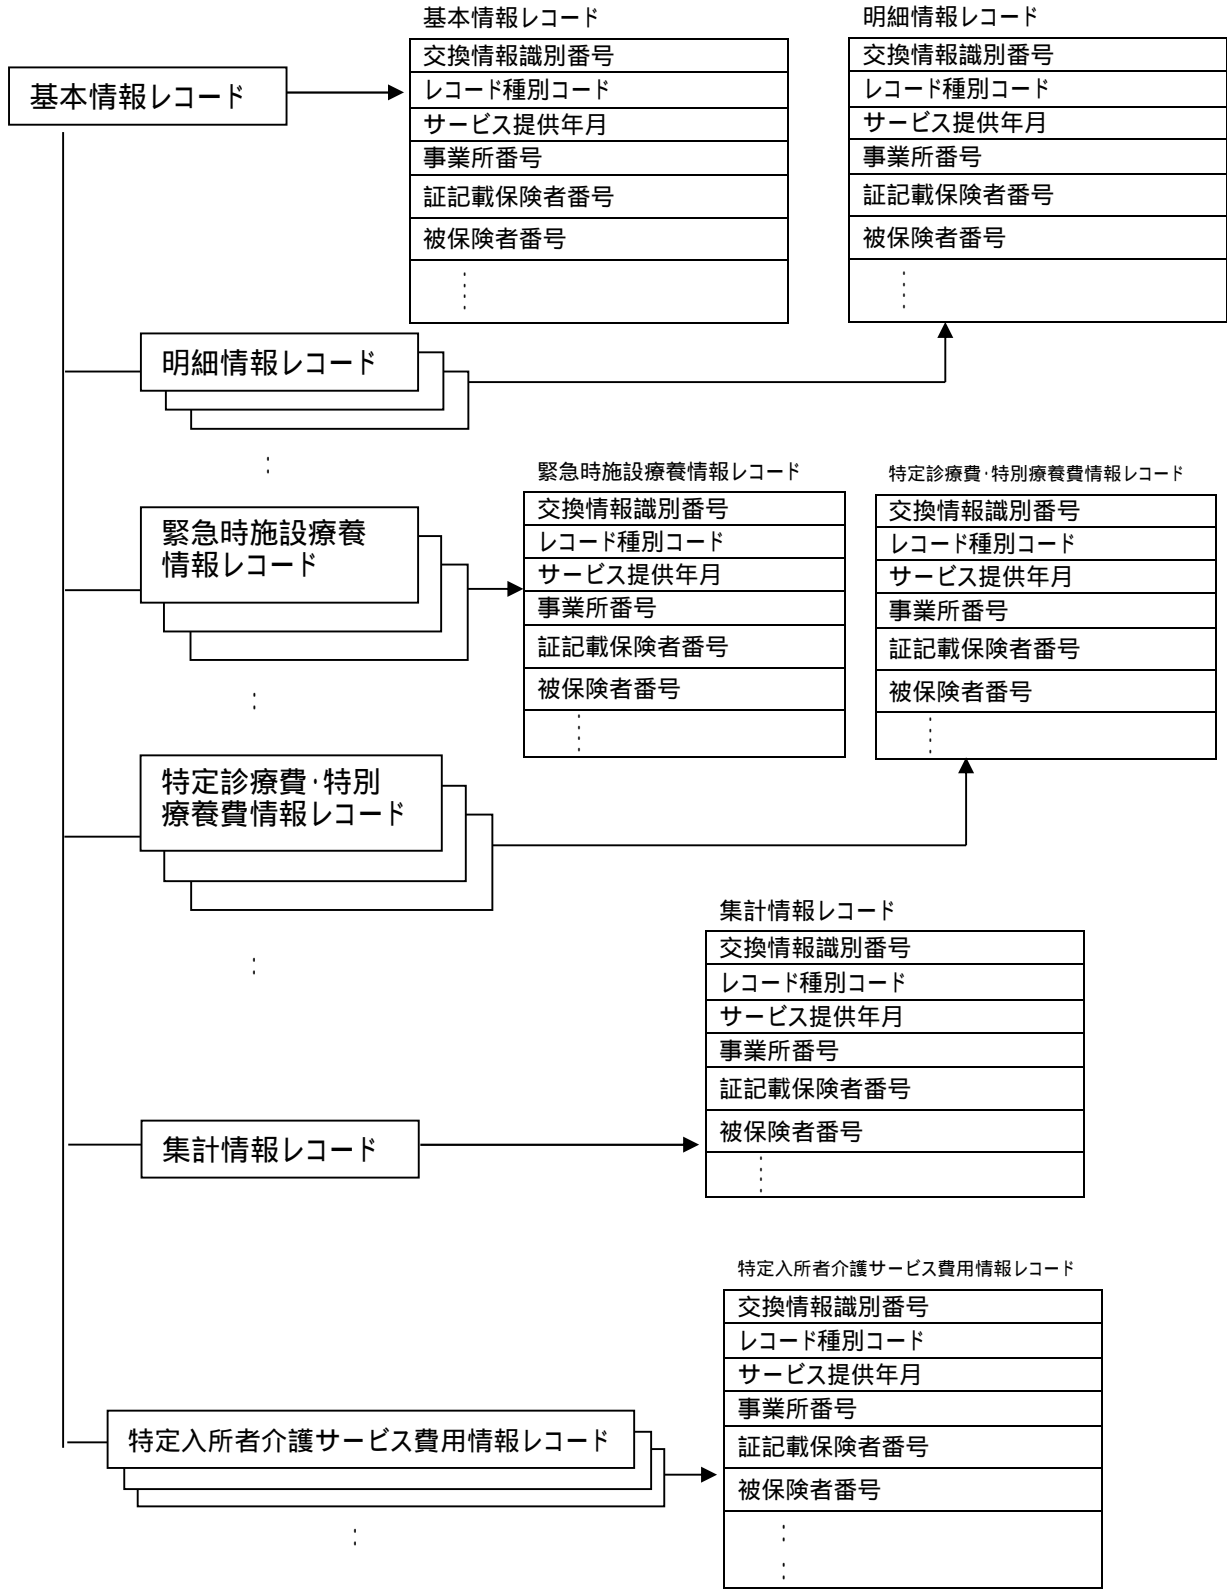 基本情報レコード
基本情報レコード
交換情報識別番号
レコード種別コード
サービス提供年月
事業所番号
証記載保険者番号
被保険者番号
明細情報レコード
交換情報識別番号
レコード種別コード
サービス提供年月
事業所番号
証記載保険者番号
被保険者番号
明細情報レコード
緊急時施設療養
情報レコード
緊急時施設療養情報レコード
交換情報識別番号
レコード種別コード
サービス提供年月
事業所番号
証記載保険者番号
被保険者番号
特定診療費・特別療養費情報レコード
交換情報識別番号
レコード種別コード
サービス提供年月
事業所番号
証記載保険者番号
被保険者番号
特定診療費・特別
療養費情報レコード
集計情報レコード
交換情報識別番号
レコード種別コード
サービス提供年月
事業所番号
証記載保険者番号
被保険者番号
集計情報レコード
特定入所者介護サービス費用情報レコード
交換情報識別番号
レコード種別コード
サービス提供年月
事業所番号
証記載保険者番号
被保険者番号
特定入所者介護サービス費用情報レコード